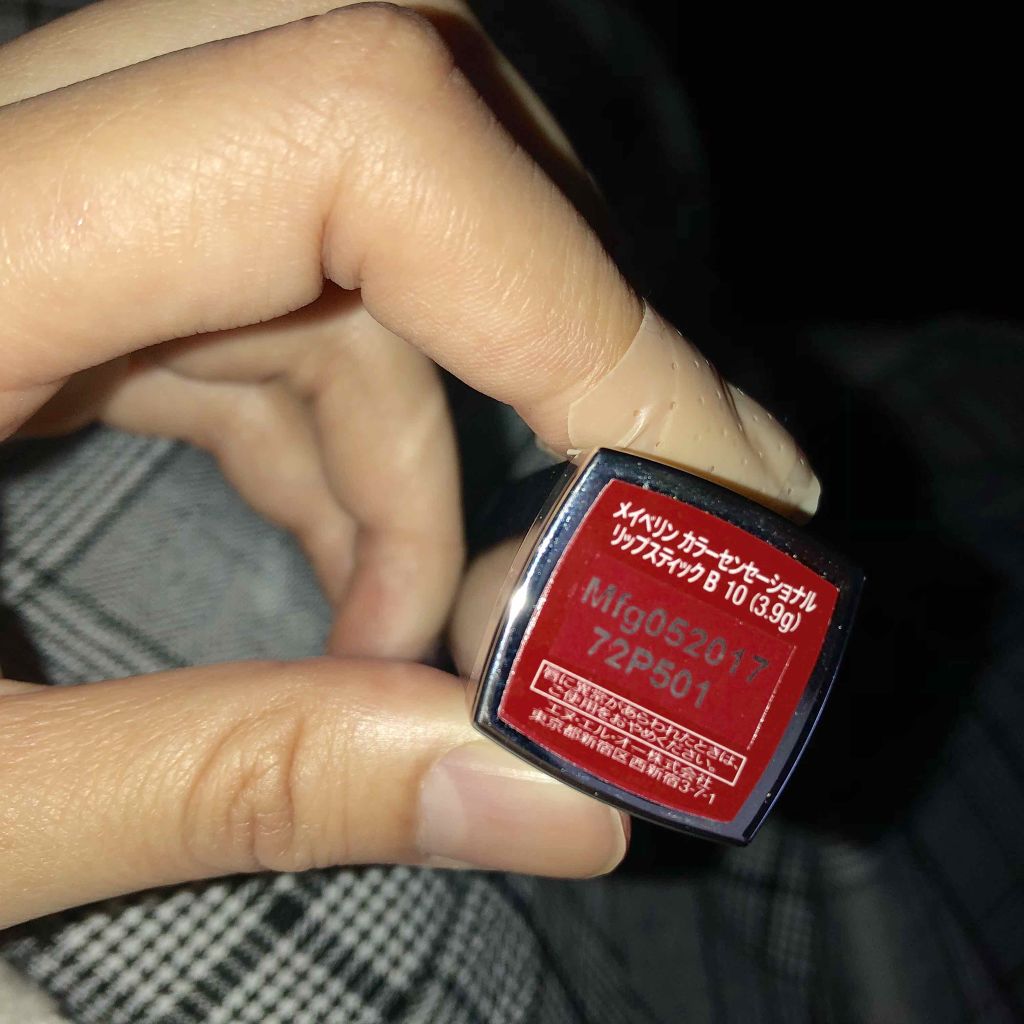 メイベリン カラーセンセーショナル
リップスティック B 10 (3.9g)
Mfg052017
72P501
唇に異常があらわれたときは、
ご使用をおやめください。
エヌ・エル・オー株式会社
東京都新宿区西新宿3-7-1